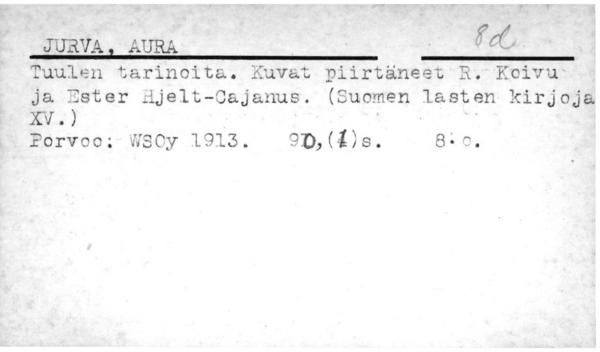 JURVA, AURA 8d
Tuulen tarinoita. Kuvat piirtäneet R. Koivu
ja Ester Hjelt-Cajanus. (Suomen lasten kirjoja
XV.)
Porvoo: WSOy 1913. 90,(1)s. 8:o.